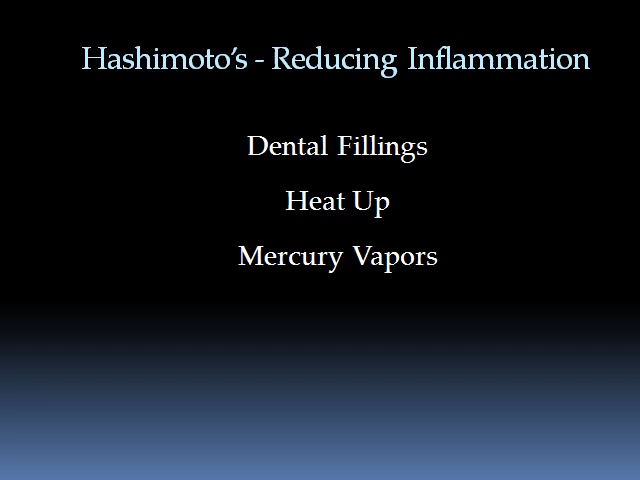 Hashimoto's - Reducing Inflammation
Dental Fillings
Heat Up
Mercury Vapors